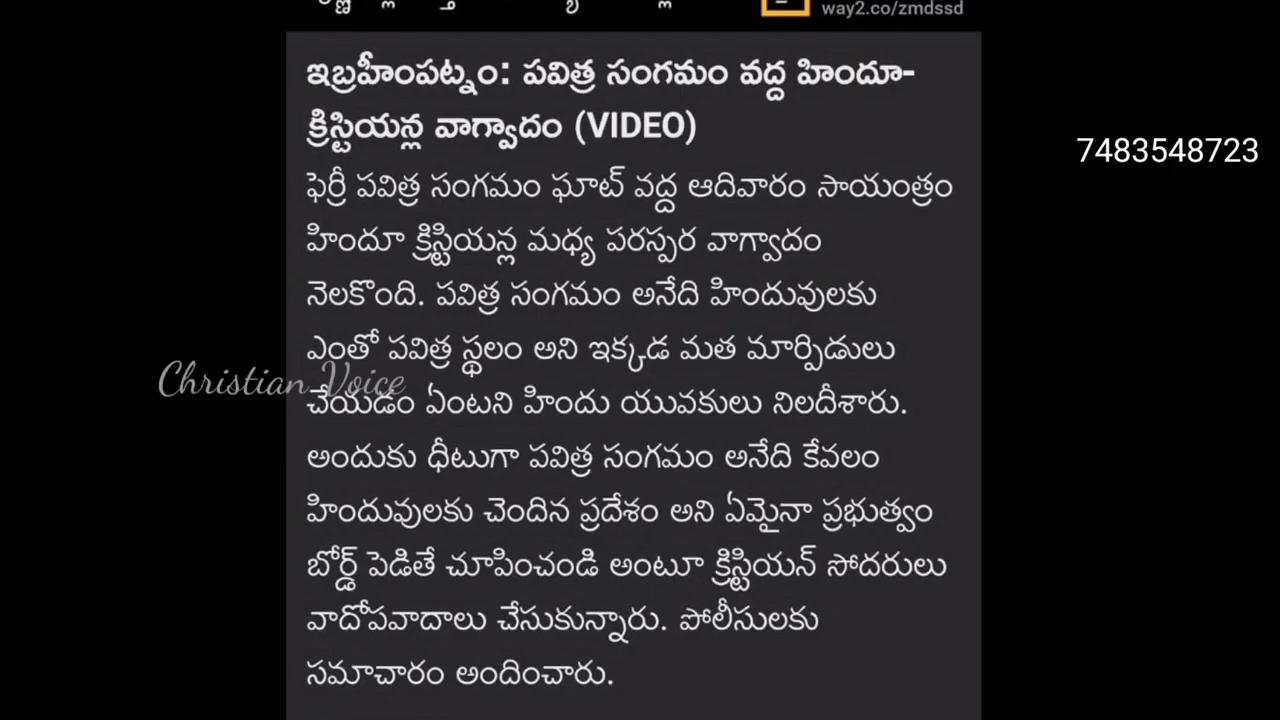 way2.co/zmdssd
ఇబ్రహీంపట్నం: పవిత్ర సంగమం వద్ద హిందూ-
క్రిస్టియన్ల వాగ్వాదం (VIDEO)
7483548723
ఫెర్రీ పవిత్ర సంగమం ఘాట్ వద్ద ఆదివారం సాయంత్రం
హిందూ క్రిస్టియన్ల మధ్య పరస్పర వాగ్వాదం
నెలకొంది. పవిత్ర సంగమం అనేది హిందువులకు
ఎంతో పవిత్ర స్థలం అని ఇక్కడ మత మార్పిడులు
Christian Voice
చేయడం ఏంటని హిందు యువకులు నిలదీశారు.
అందుకు ధీటుగా పవిత్ర సంగమం అనేది కేవలం
హిందువులకు చెందిన ప్రదేశం అని ఏమైనా ప్రభుత్వం
బోర్డ్ పెడితే చూపించండి అంటూ క్రిస్టియన్ సోదరులు
వాదోపవాదాలు చేసుకున్నారు. పోలీసులకు
సమాచారం అందించారు.